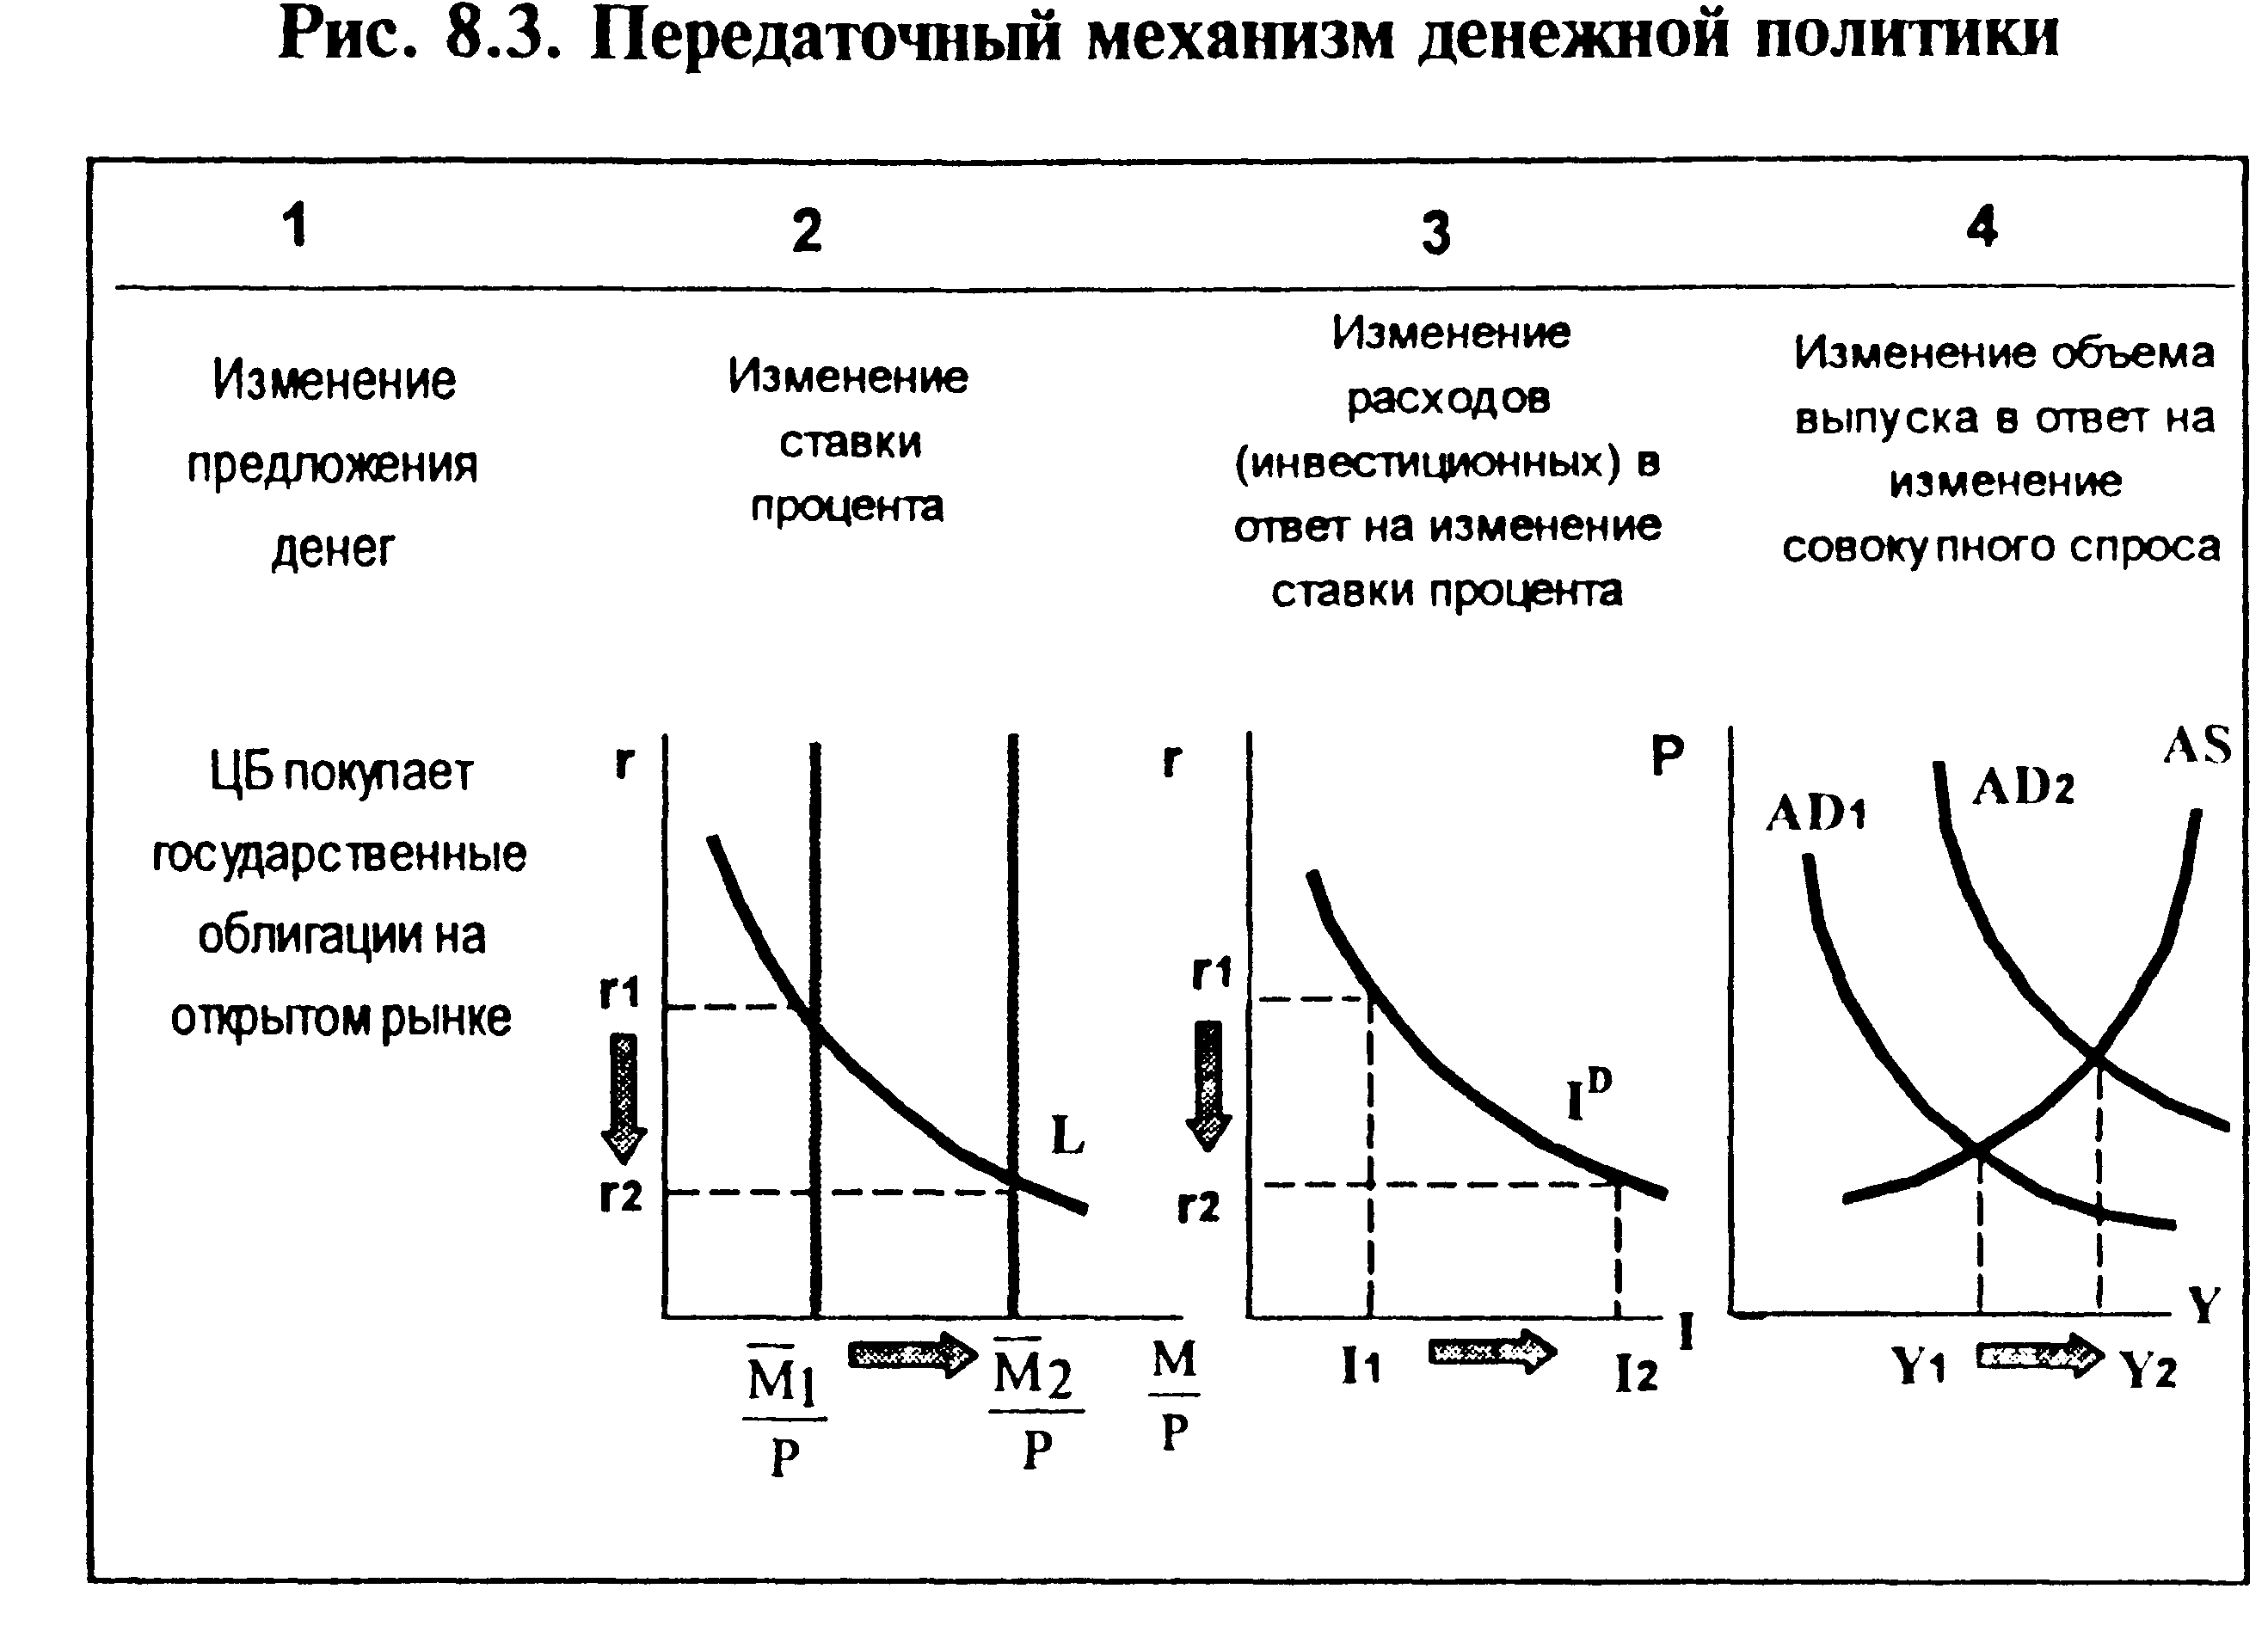 Рис. 8.3. Передаточный механизм денежной политики
1
2
3
4
Изменение
предложения
денег
Изменение
ставки
процента
Изменение
расходов
(инвестиционных) в
ответ на изменение
ставки процента
Изменение объема
выпуска в ответ на
изменение
совокупного спроса
ЦБ покупает
государственные
облигации на
открытом рынке
r
r1
r2
L
M̅1
P
M̅2
P
M
P
r
r1
r2
I^D
I1
I2
I
P
AD1
AD2
AS
Y
Y1
Y2